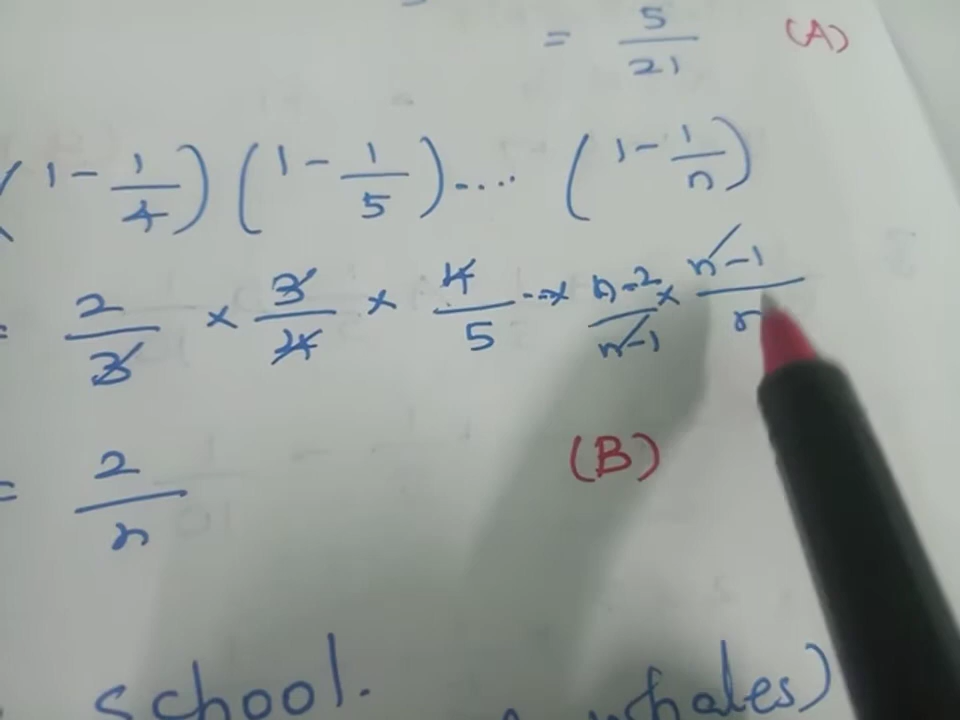 = 5/21 (A)
(1 - 1/4) (1 - 1/5) .... (1 - 1/n)
= 2/3 × 3/4 × 4/5 --× n-2/n-1 × n-1/n
= 2/n (B)
school. whales)